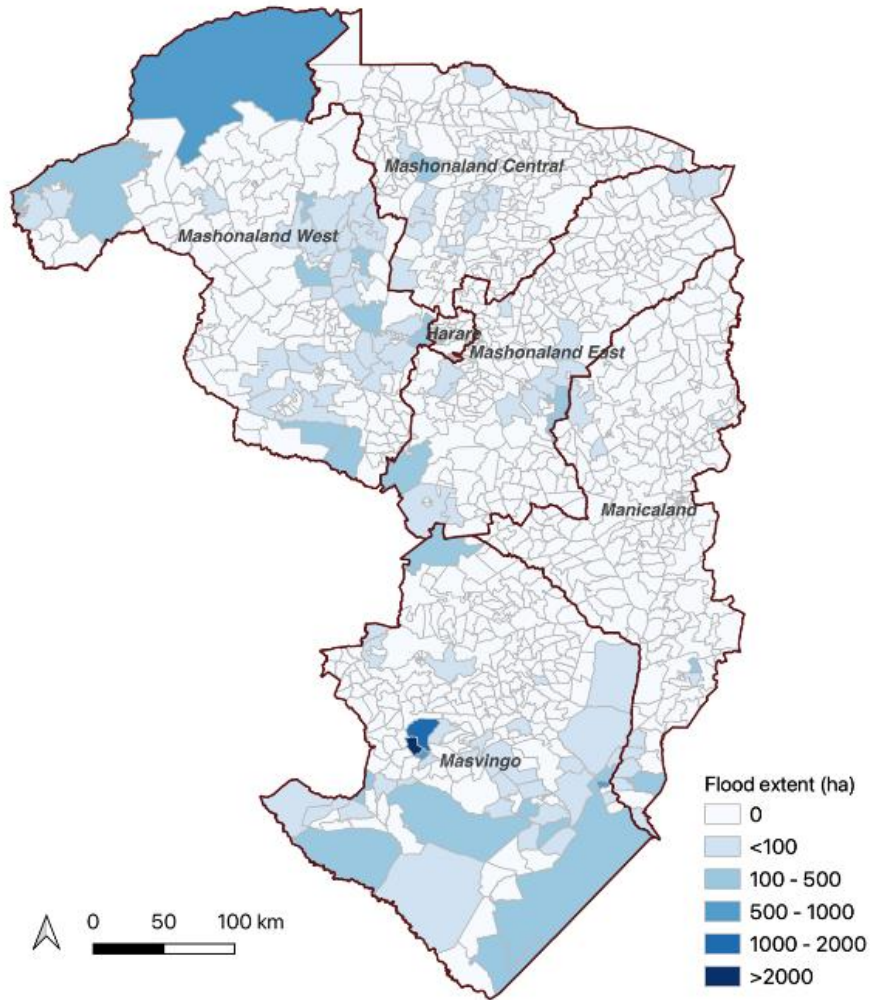 Mashonaland Central
Mashonaland West
Harare
Mashonaland East
Manicaland
Masvingo
Flood extent (ha)
0
<100
100 - 500
500 - 1000
1000 - 2000
>2000
0 50 100 km